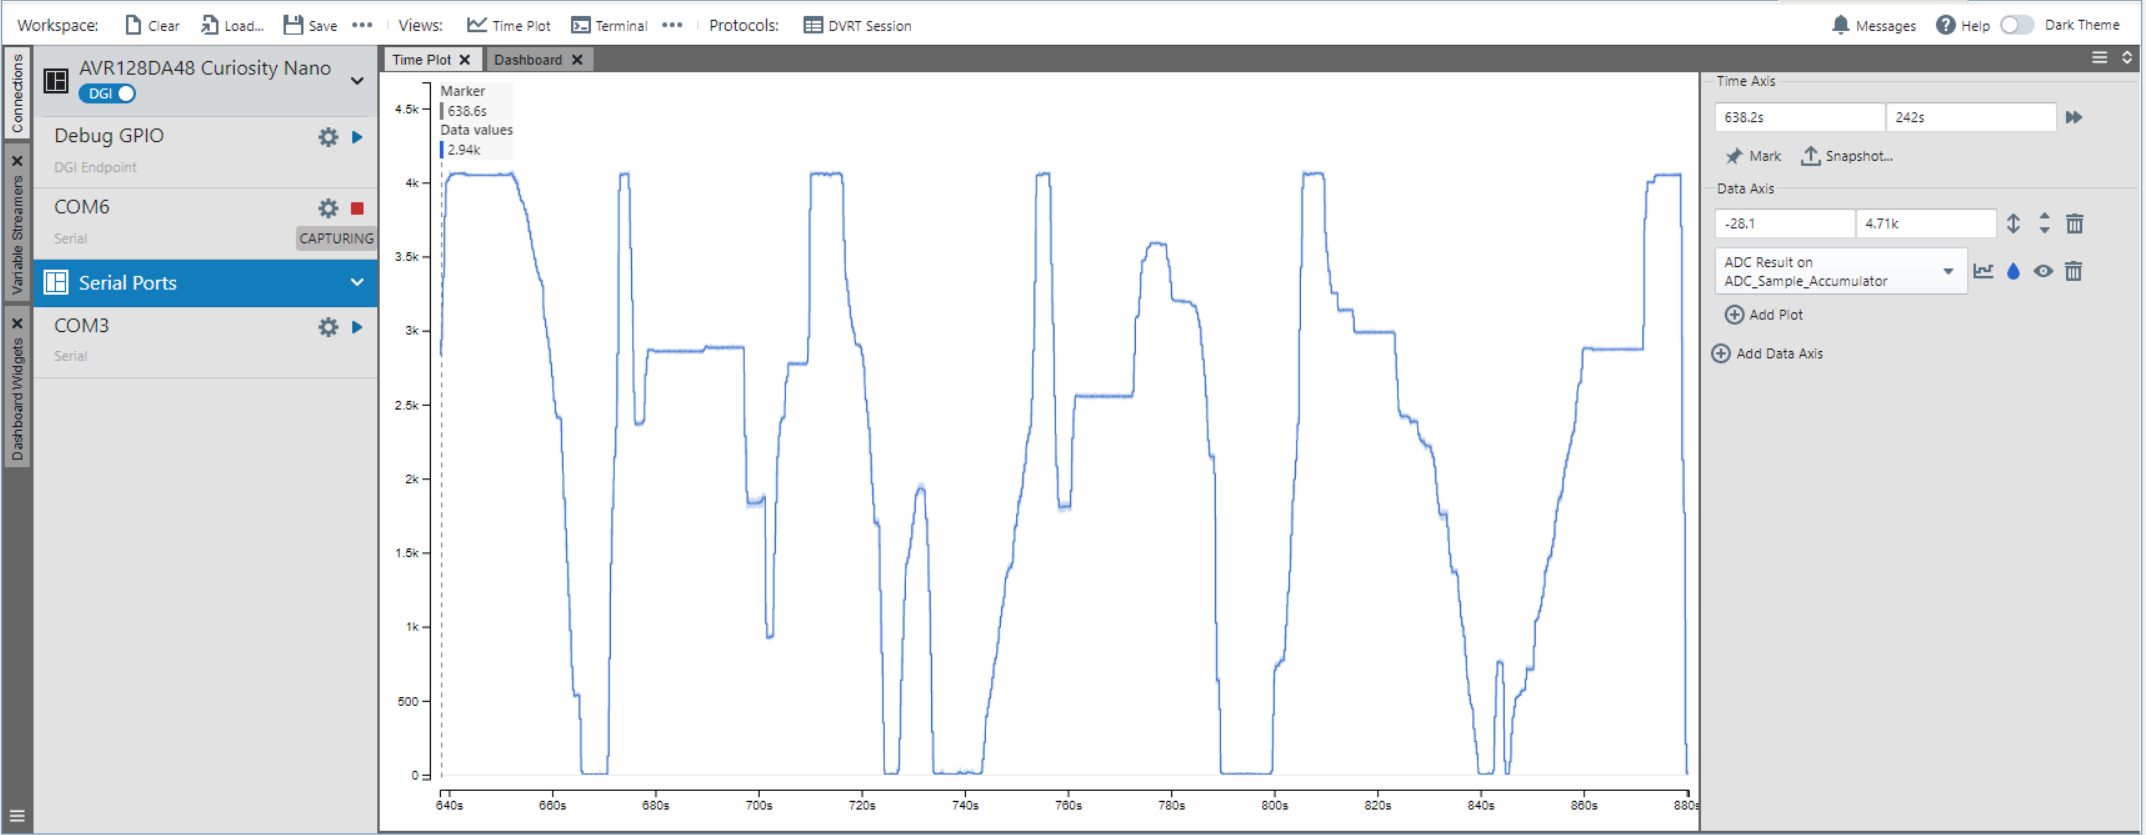 Workspace: Clear Load... Save Views: Time Plot Terminal Protocols: DVRT Session Messages Help Dark Theme
Connections
Variable Streamers
Dashboard Widgets
AVR128DA48 Curiosity Nano
DGI
Debug GPIO
DGI Endpoint
COM6
Serial
CAPTURING
Serial Ports
COM3
Serial
Time Plot Dashboard
Marker
638.6s
Data values
2.94k
4.5k
4k
3.5k
3k
2.5k
2k
1.5k
1k
500
0
640s 660s 680s 700s 720s 740s 760s 780s 800s 820s 840s 860s 880s
Time Axis
638.2s 242s
Mark Snapshot...
Data Axis
-28.1 4.71k
ADC Result on
ADC_Sample_Accumulator
Add Plot
Add Data Axis